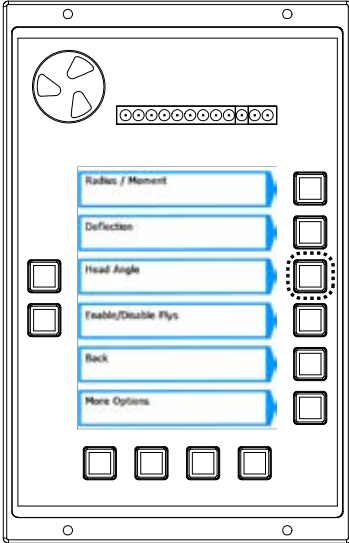 Radius / Moment
Deflection
Head Angle
Enable/Disable Flys
Back
More Options